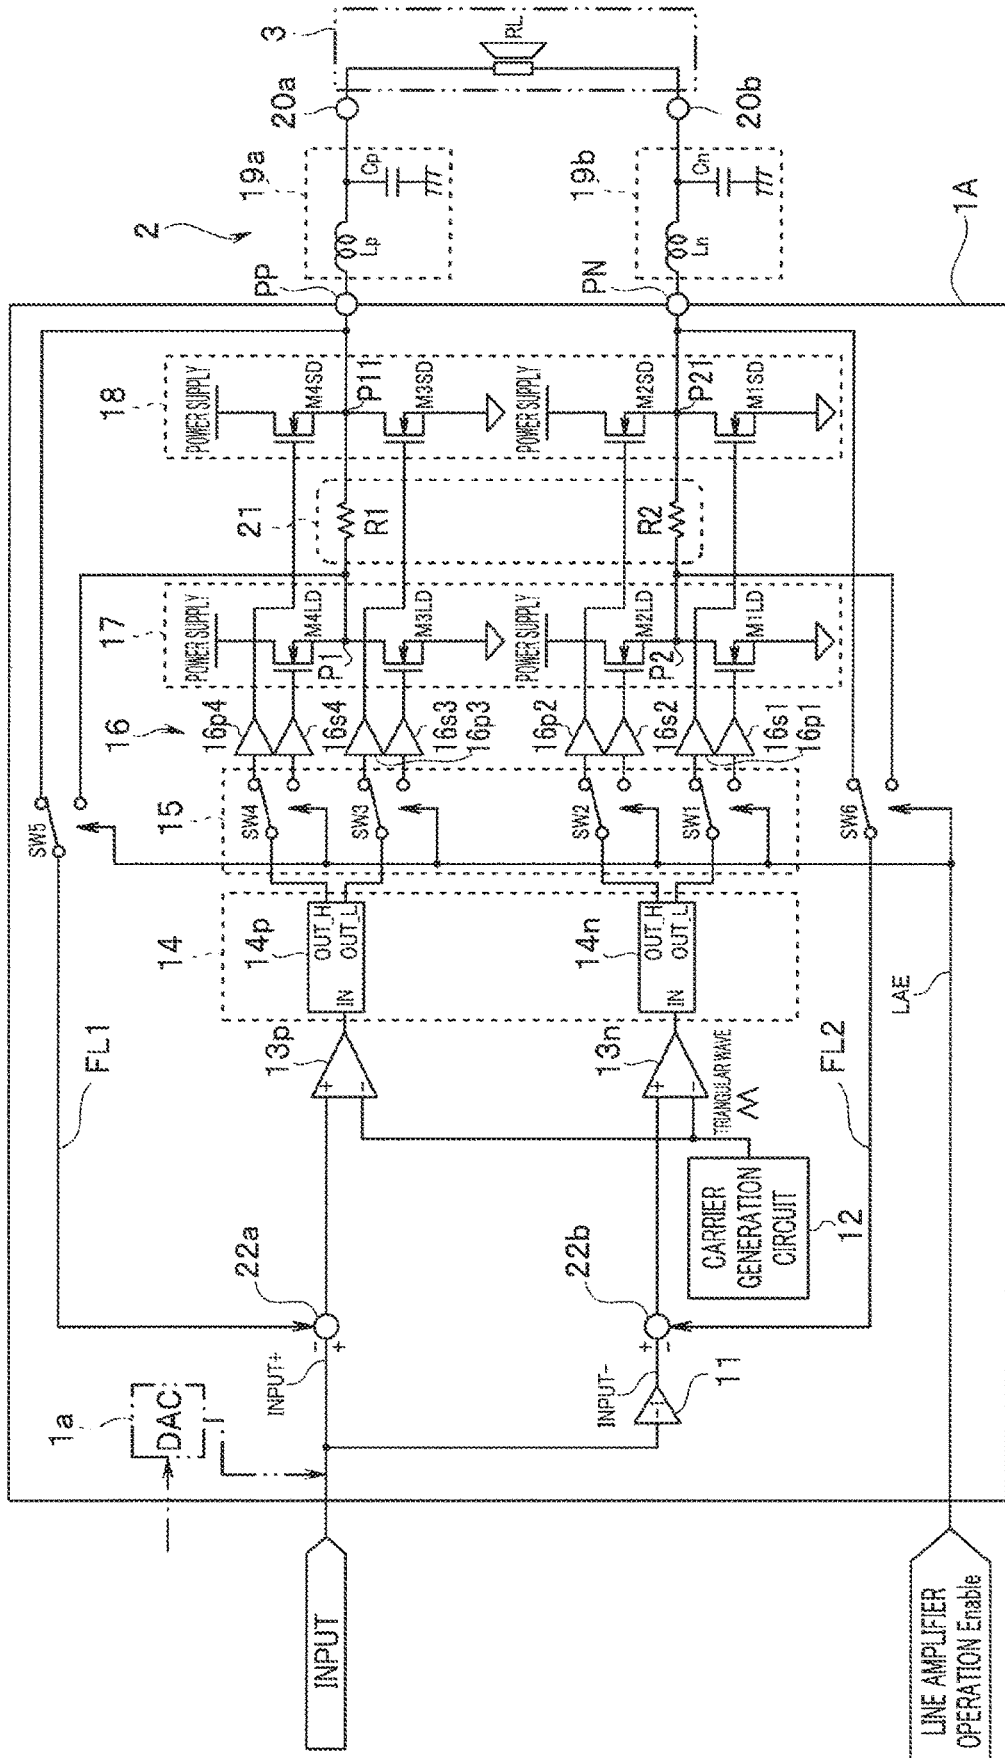 3
RL
20a
20b
19a
Cp
Lp
19b
Cn
Ln
2
1A
PP
PN
18
POWER SUPPLY
M4SD
P11
M3SD
POWER SUPPLY
M2SD
P21
M1SD
21
R1
R2
17
POWER SUPPLY
M4LD
P1
M3LD
POWER SUPPLY
M2LD
P2
M1LD
16
16p4
16s4
16s3
16p3
16p2
16s2
16s1
16p1
15
SW5
SW4
SW3
SW2
SW1
SW6
14
14p
OUT_H
OUT_L
IN
14n
OUT_H
OUT_L
IN
LAE
FL1
13p
+
−
13n
+
−
TRIANGULAR WAVE
FL2
CARRIER
GENERATION
CIRCUIT
12
22a
−
+
22b
+
−
INPUT+
INPUT-
11
1a
DAC
INPUT
LINE AMPLIFIER
OPERATION Enable